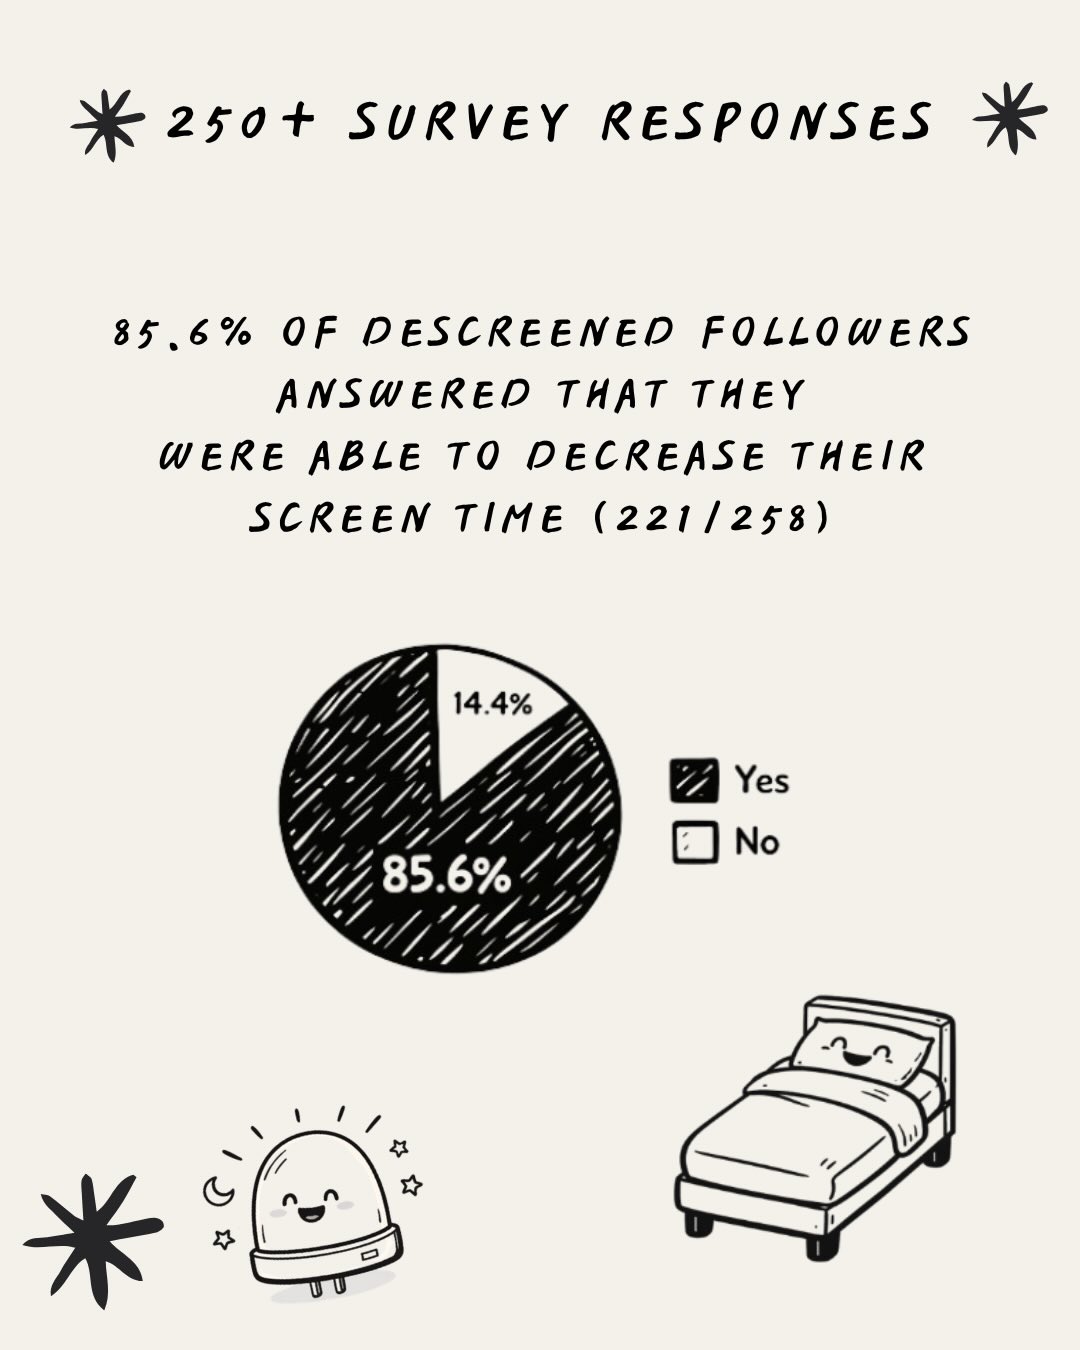 250+ SURVEY RESPONSES
85.6% OF DESCREENED FOLLOWERS
ANSWERED THAT THEY
WERE ABLE TO DECREASE THEIR
SCREEN TIME (221/258)
14.4%
85.6%
Yes
No